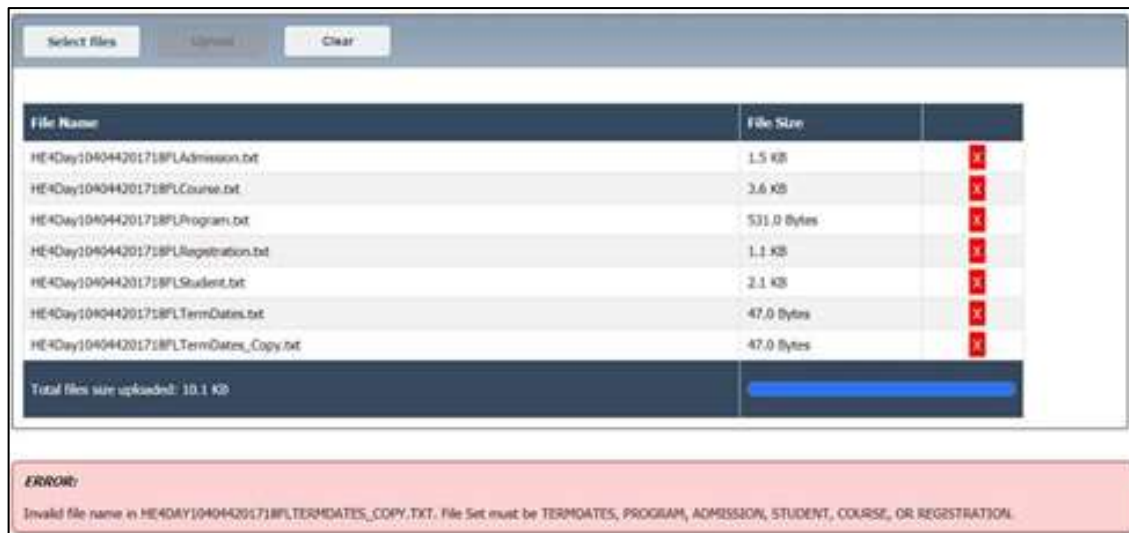 Select files Upload Clear
File Name File Size
HE4Day104044201718FLAdmission.txt 1.5 KB X
HE4Day104044201718FLCourse.txt 3.6 KB X
HE4Day104044201718FLProgram.txt 531.0 Bytes X
HE4Day104044201718FLRegistration.txt 1.1 KB X
HE4Day104044201718FLStudent.txt 2.1 KB X
HE4Day104044201718FLTermDates.txt 47.0 Bytes X
HE4Day104044201718FLTermDates_Copy.txt 47.0 Bytes X
Total files size uploaded: 10.1 KB
ERROR:
Invalid file name in HE4DAY104044201718FLTERMDATES_COPY.TXT. File Set must be TERMDATES, PROGRAM, ADMISSION, STUDENT, COURSE, OR REGISTRATION.